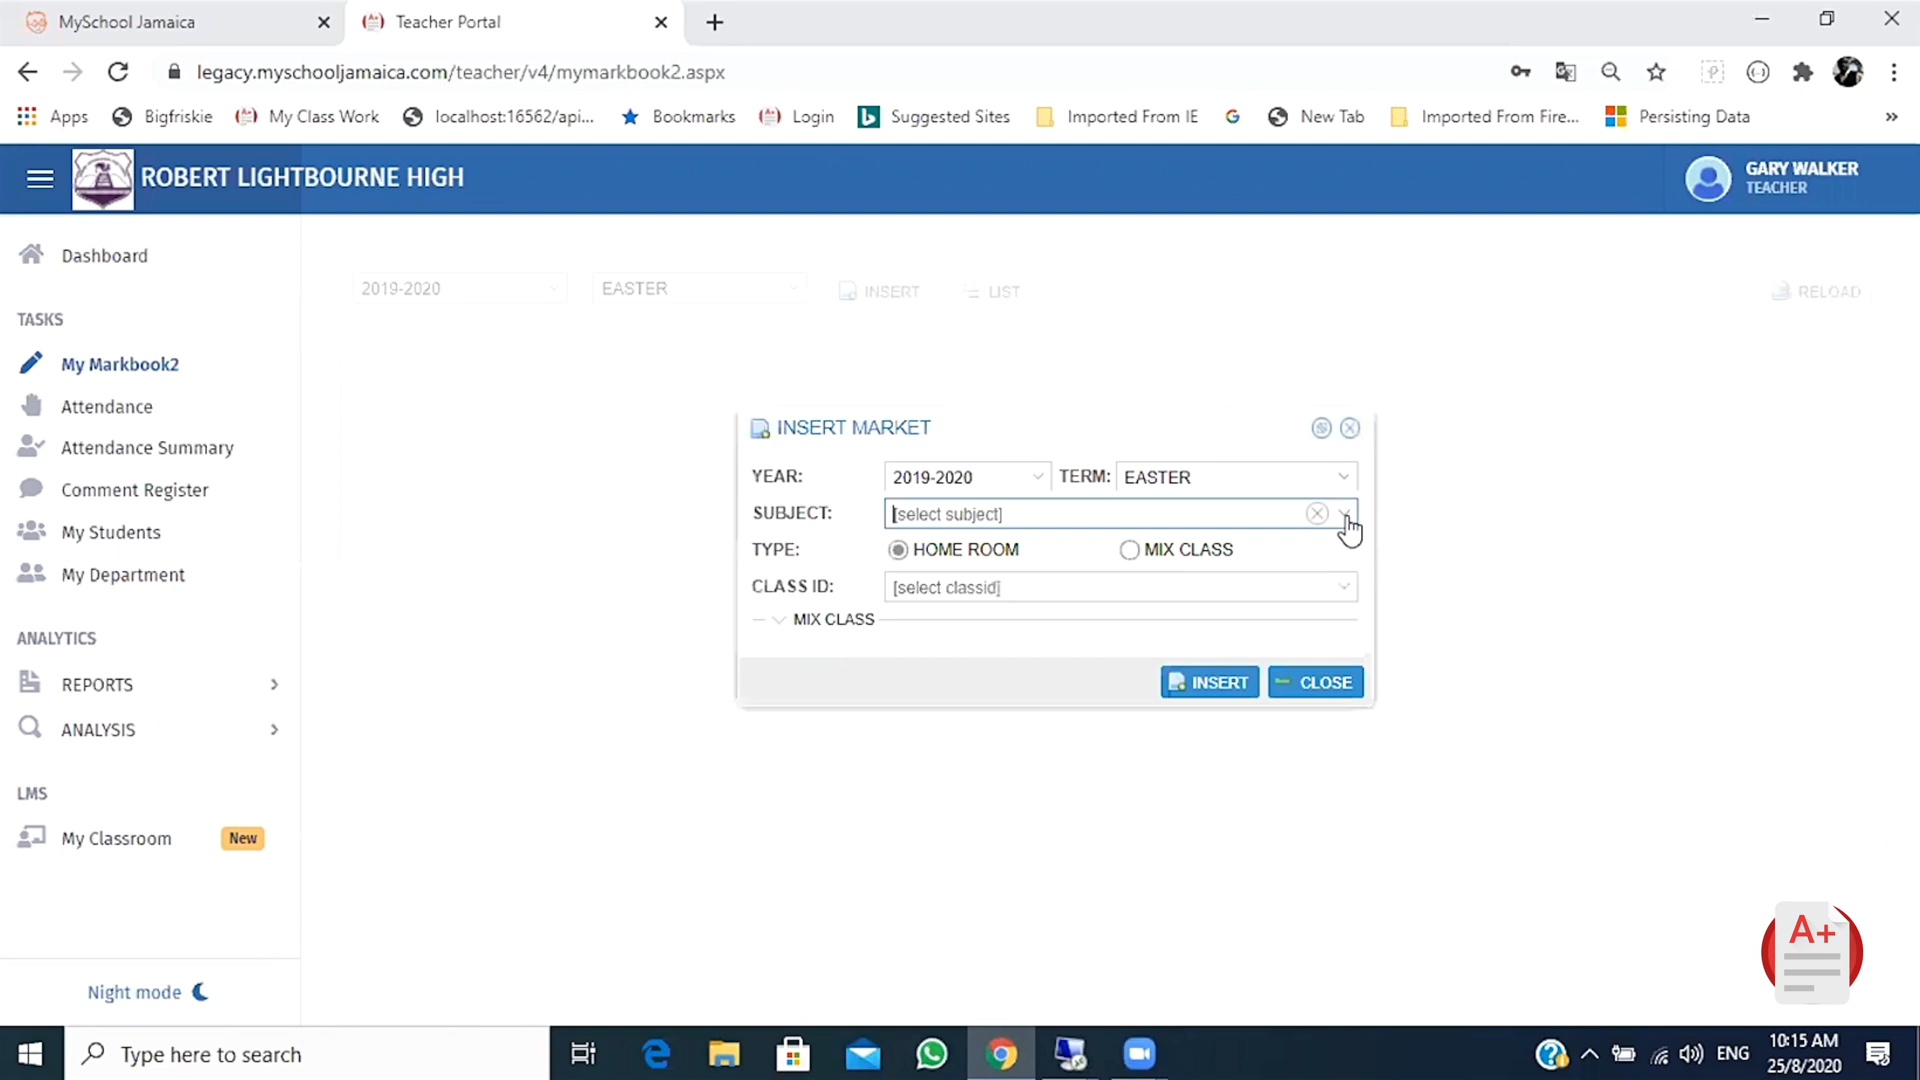 MySchool Jamaica
Teacher Portal
legacy.myschooljamaica.com/teacher/v4/mymarkbook2.aspx
Apps
Bigfriskie
My Class Work
localhost:16562/api...
Bookmarks
Login
Suggested Sites
Imported From IE
New Tab
Imported From Fire...
Persisting Data
»
ROBERT LIGHTBOURNE HIGH
GARY WALKER
TEACHER
Dashboard
TASKS
My Markbook2
Attendance
Attendance Summary
Comment Register
My Students
My Department
ANALYTICS
REPORTS
ANALYSIS
LMS
My Classroom
New
Night mode
2019-2020
EASTER
INSERT
LIST
RELOAD
INSERT MARKET
YEAR:
2019-2020
TERM:
EASTER
SUBJECT:
[select subject]
TYPE:
HOME ROOM
MIX CLASS
CLASS ID:
[select classid]
MIX CLASS
INSERT
CLOSE
A+
Type here to search
ENG
10:15 AM
25/8/2020